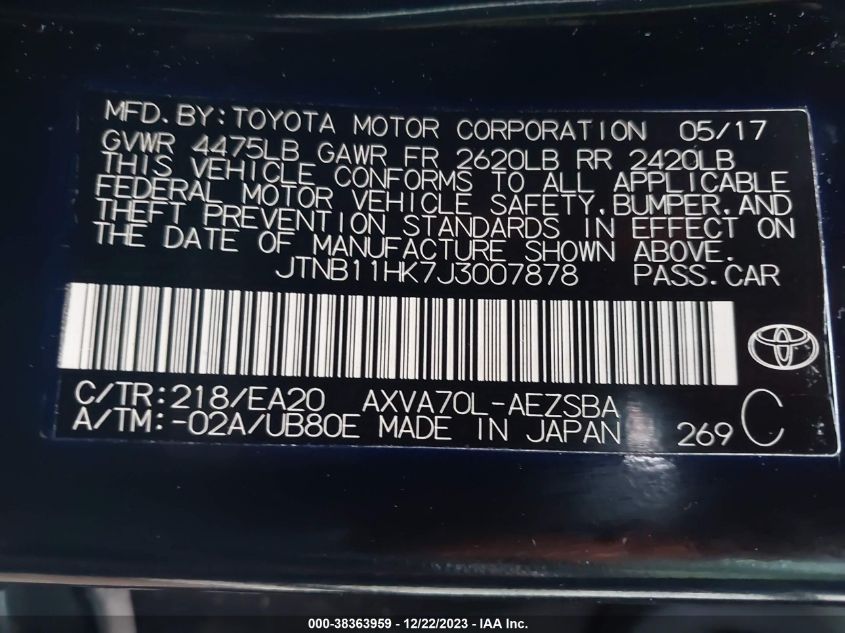 MFD.BY:TOYOTA MOTOR CORPORATION 05/17
GVWR 4475LB GAWR FR 2620LB RR 2420LB
THIS VEHICLE CONFORMS TO ALL APPLICABLE
FEDERAL MOTOR VEHICLE SAFETY,BUMPER,AND
THEFT PREVENTION STANDARDS IN EFFECT ON
THE DATE OF MANUFACTURE SHOWN ABOVE.
JTNB11HK7J3007878 PASS.CAR
C/TR:218/EA20 AXVA70L-AEZSBA
A/TM:-02A/UB80E MADE IN JAPAN 269 C
000-38363959 - 12/22/2023 - IAA Inc.